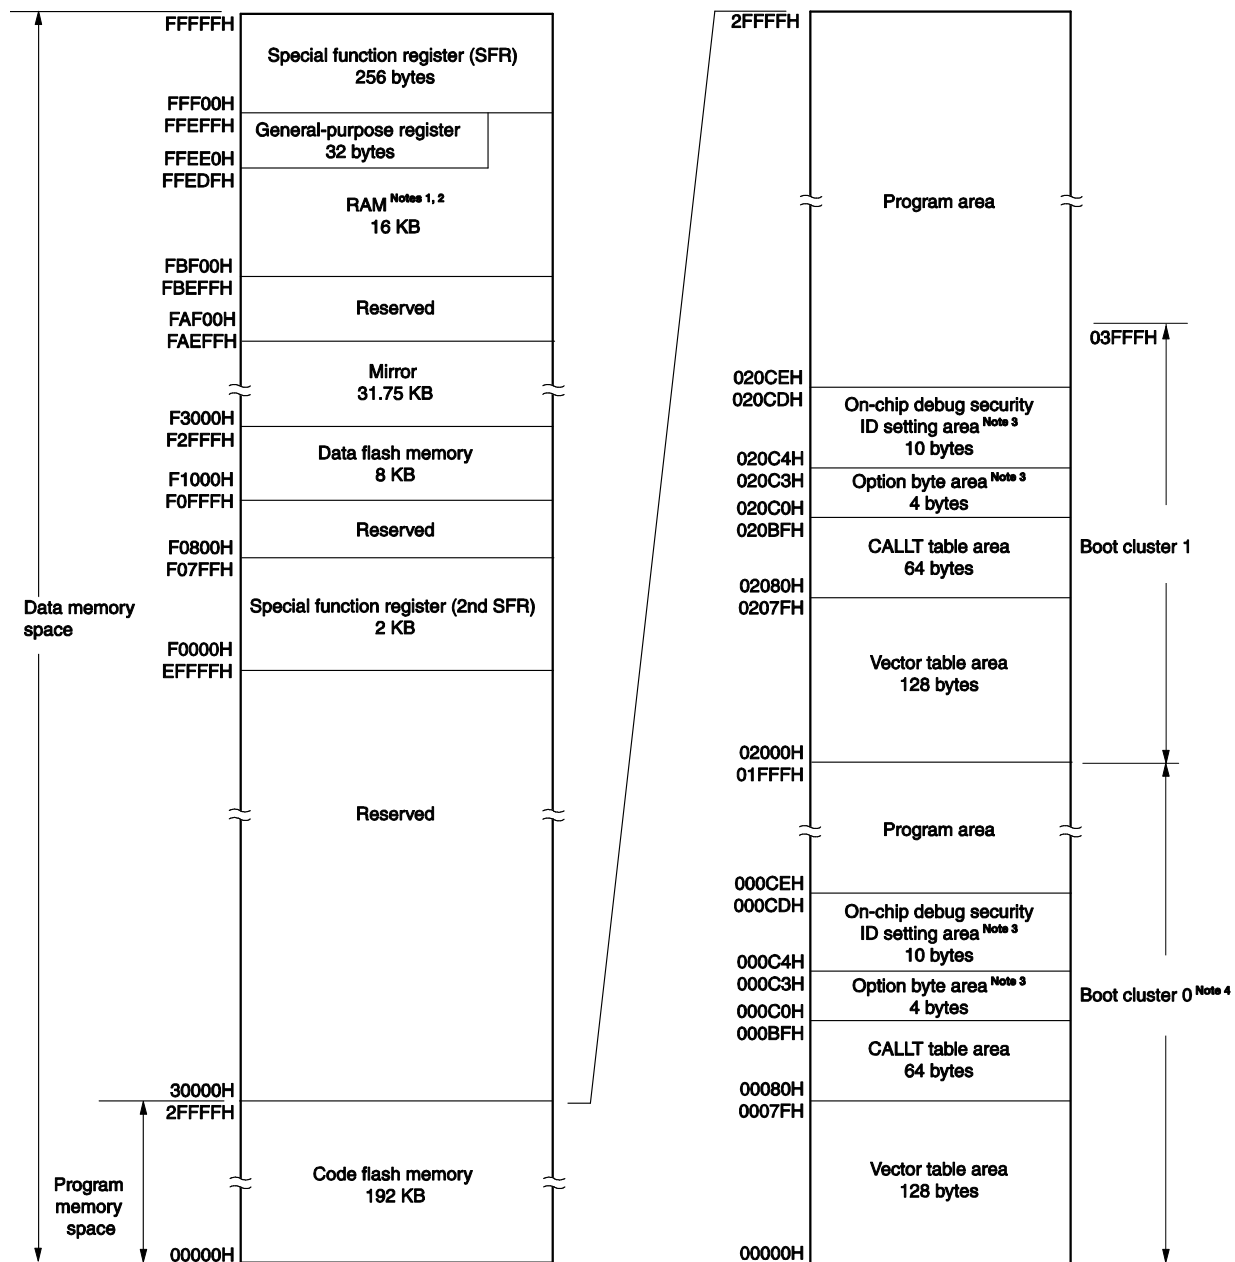 FFFFFH
Special function register (SFR)
256 bytes
FFF00H
FFEFFH
General-purpose register
32 bytes
FFEE0H
FFEDFH
RAM Notes 1, 2
16 KB
FBF00H
FBEFFH
Reserved
FAF00H
FAEFFH
Mirror
31.75 KB
F3000H
F2FFFH
Data flash memory
8 KB
F1000H
F0FFFH
Reserved
F0800H
F07FFH
Special function register (2nd SFR)
2 KB
F0000H
EFFFFH
Data memory
space
Reserved
30000H
2FFFFH
Code flash memory
192 KB
Program
memory
space
00000H
2FFFFH
Program area
03FFFH
020CEH
020CDH
On-chip debug security
ID setting area Note 3
10 bytes
020C4H
020C3H
Option byte area Note 3
4 bytes
020C0H
020BFH
CALLT table area
64 bytes
Boot cluster 1
02080H
0207FH
Vector table area
128 bytes
02000H
01FFFH
Program area
000CEH
000CDH
On-chip debug security
ID setting area Note 3
10 bytes
000C4H
000C3H
Option byte area Note 3
4 bytes
Boot cluster 0 Note 4
000C0H
000BFH
CALLT table area
64 bytes
00080H
0007FH
Vector table area
128 bytes
00000H